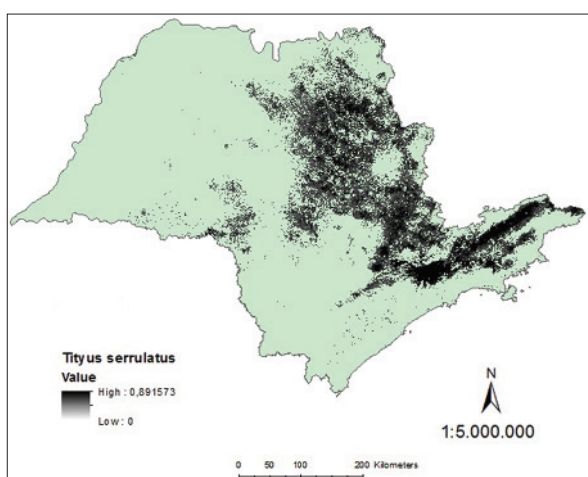 Tityus serrulatus
Value
High : 0,891573
Low : 0
N
1:5.000.000
0 50 100 200 Kilometers